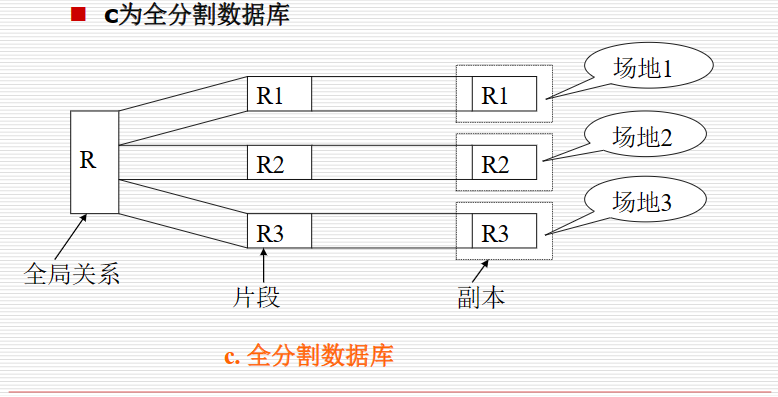 c为全分割数据库
场地1
R1
R1
场地2
R
R2
R2
场地3
R3
R3
全局关系
片段
副本
c. 全分割数据库